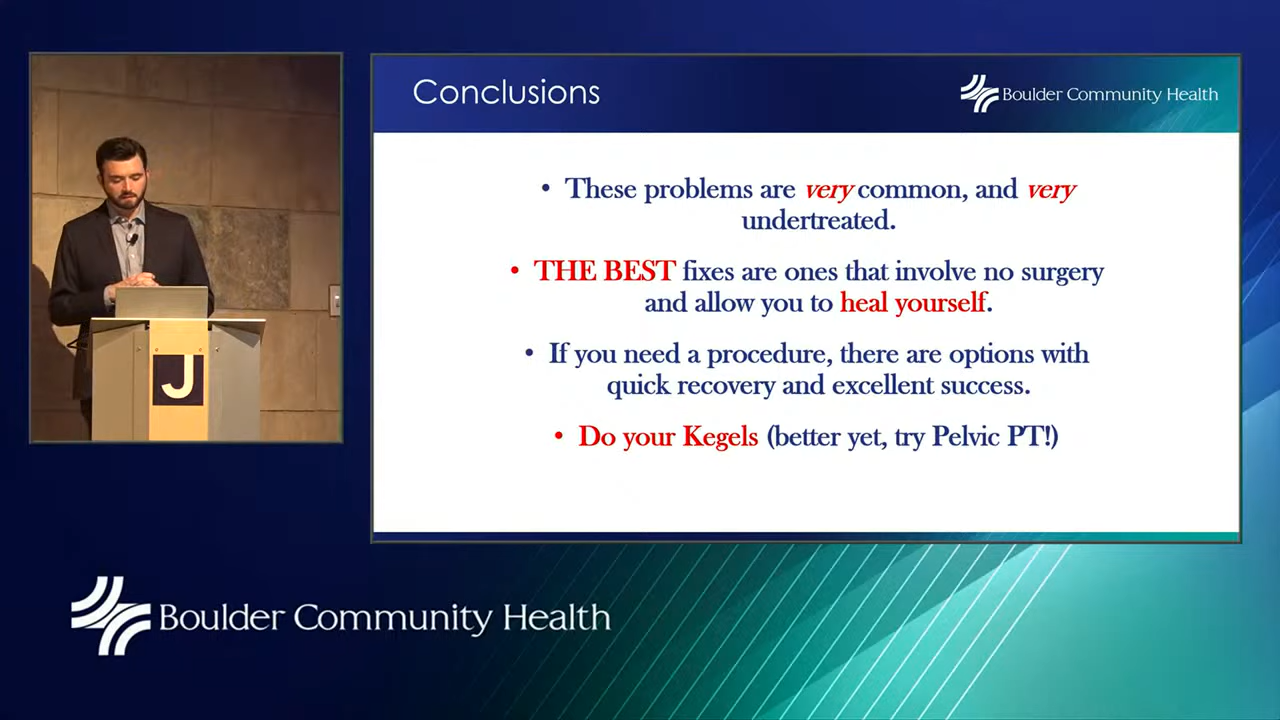 Conclusions
Boulder Community Health
• These problems are very common, and very
undertreated.
• THE BEST fixes are ones that involve no surgery
and allow you to heal yourself.
• If you need a procedure, there are options with
quick recovery and excellent success.
• Do your Kegels (better yet, try Pelvic PT!)
J
Boulder Community Health